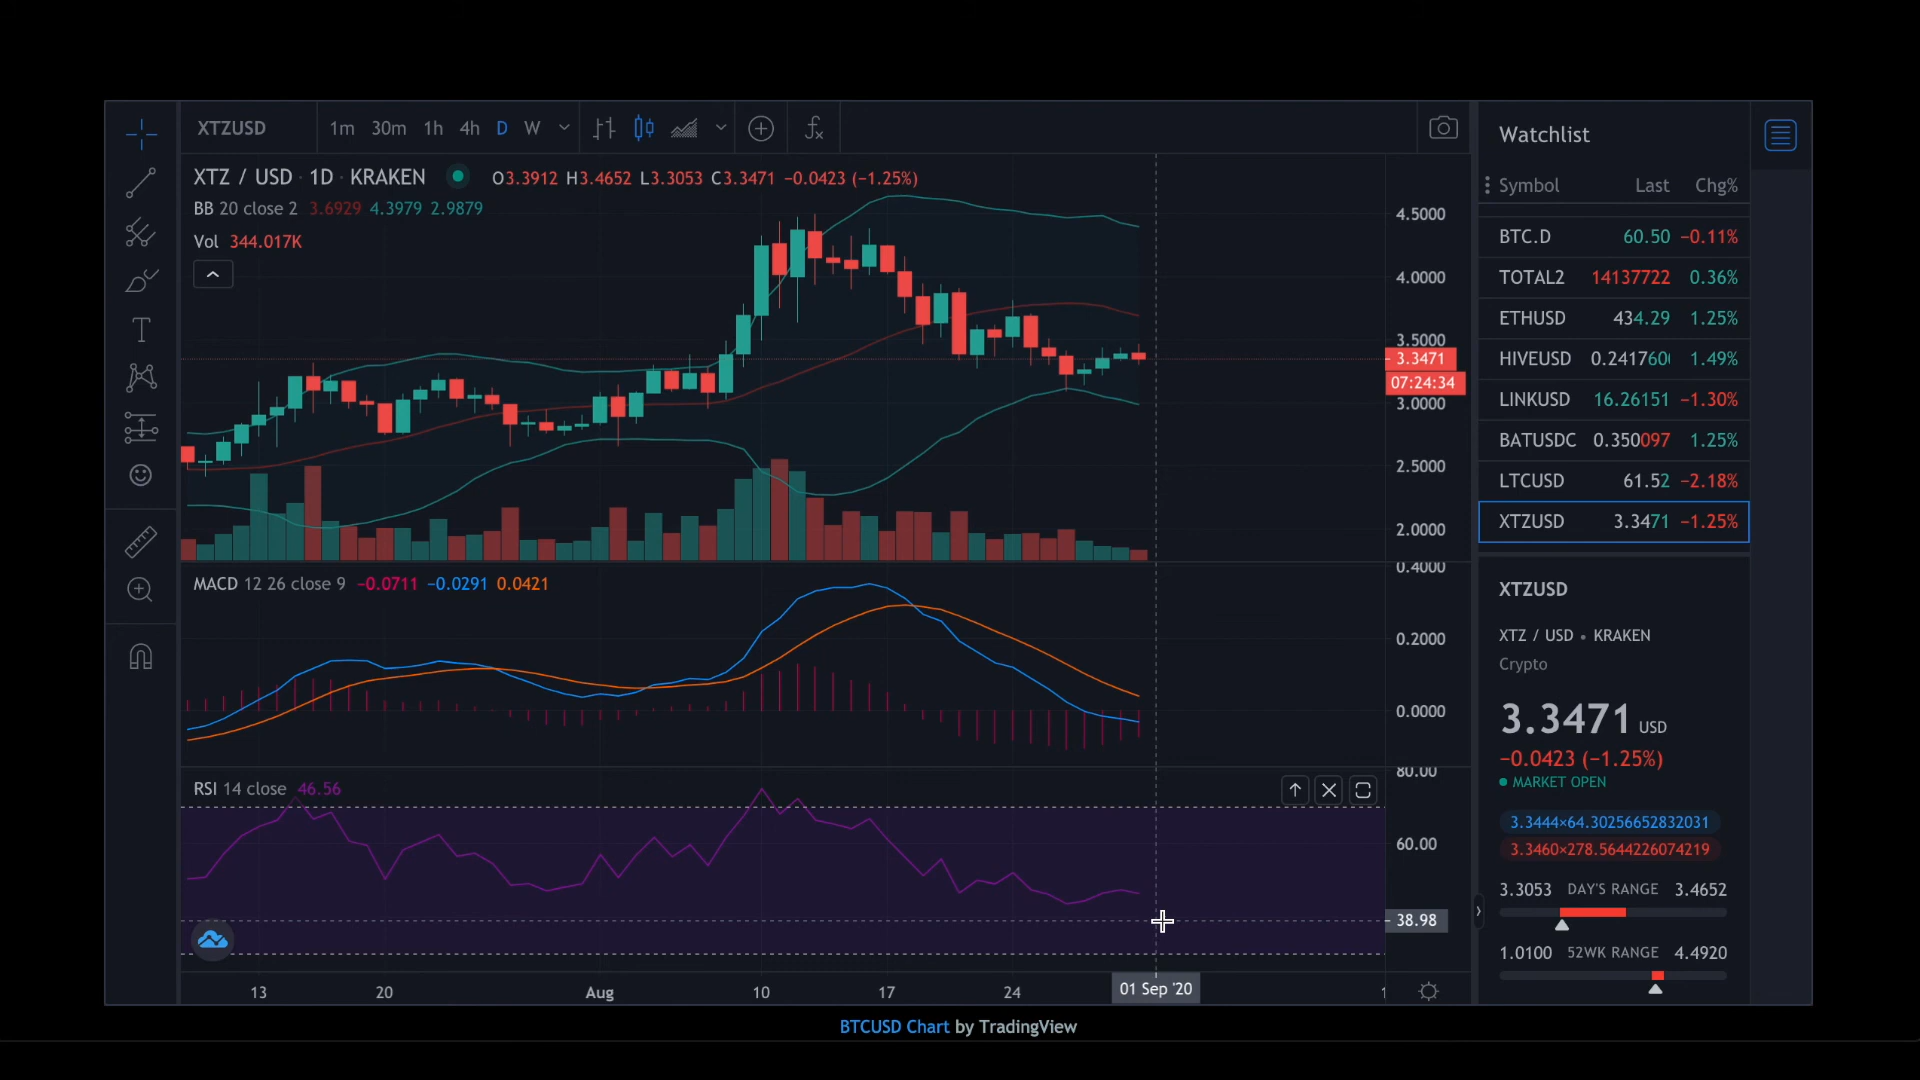 XTZUSD 1m 30m 1h 4h D W
XTZ / USD · 1D · KRAKEN O3.3912 H3.4652 L3.3053 C3.3471 −0.0423 (−1.25%)
BB 20 close 2 3.6929 4.3979 2.9879
Vol 344.017K
4.5000
4.0000
3.5000
3.3471
07:24:34
3.0000
2.5000
2.0000
MACD 12 26 close 9 −0.0711 −0.0291 0.0421
0.4000
0.2000
0.0000
RSI 14 close 46.56
80.00
60.00
38.98
13 20 Aug 10 17 24 01 Sep '20
Watchlist
Symbol Last Chg%
BTC.D 60.50 −0.11%
TOTAL2 14137722 0.36%
ETHUSD 434.29 1.25%
HIVEUSD 0.241760 1.49%
LINKUSD 16.26151 −1.30%
BATUSDC 0.350097 1.25%
LTCUSD 61.52 −2.18%
XTZUSD 3.3471 −1.25%
XTZUSD
XTZ / USD • KRAKEN
Crypto
3.3471 USD
−0.0423 (−1.25%)
MARKET OPEN
3.3444×64.30256652832031
3.3460×278.5644226074219
3.3053 DAY'S RANGE 3.4652
1.0100 52WK RANGE 4.4920
BTCUSD Chart by TradingView